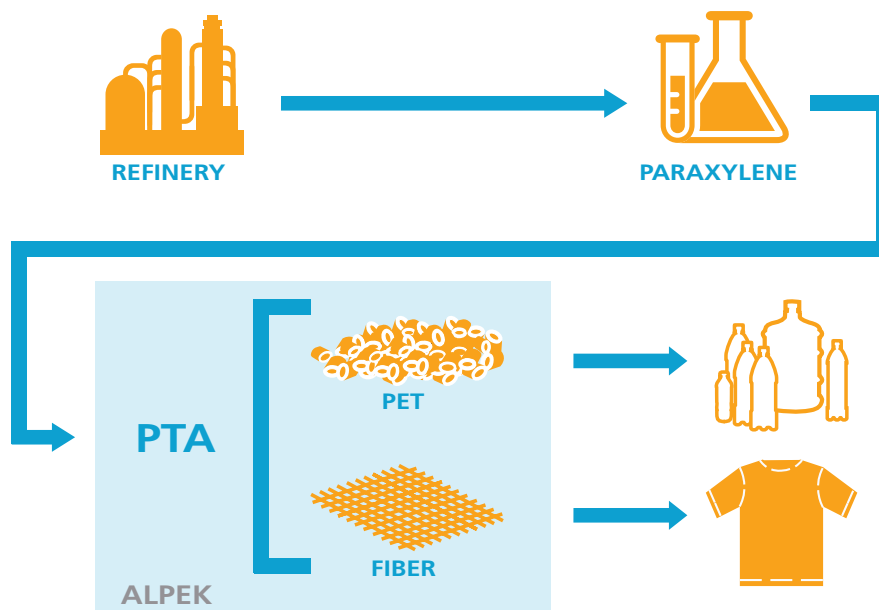 REFINERY
PARAXYLENE
PTA
PET
FIBER
ALPEK